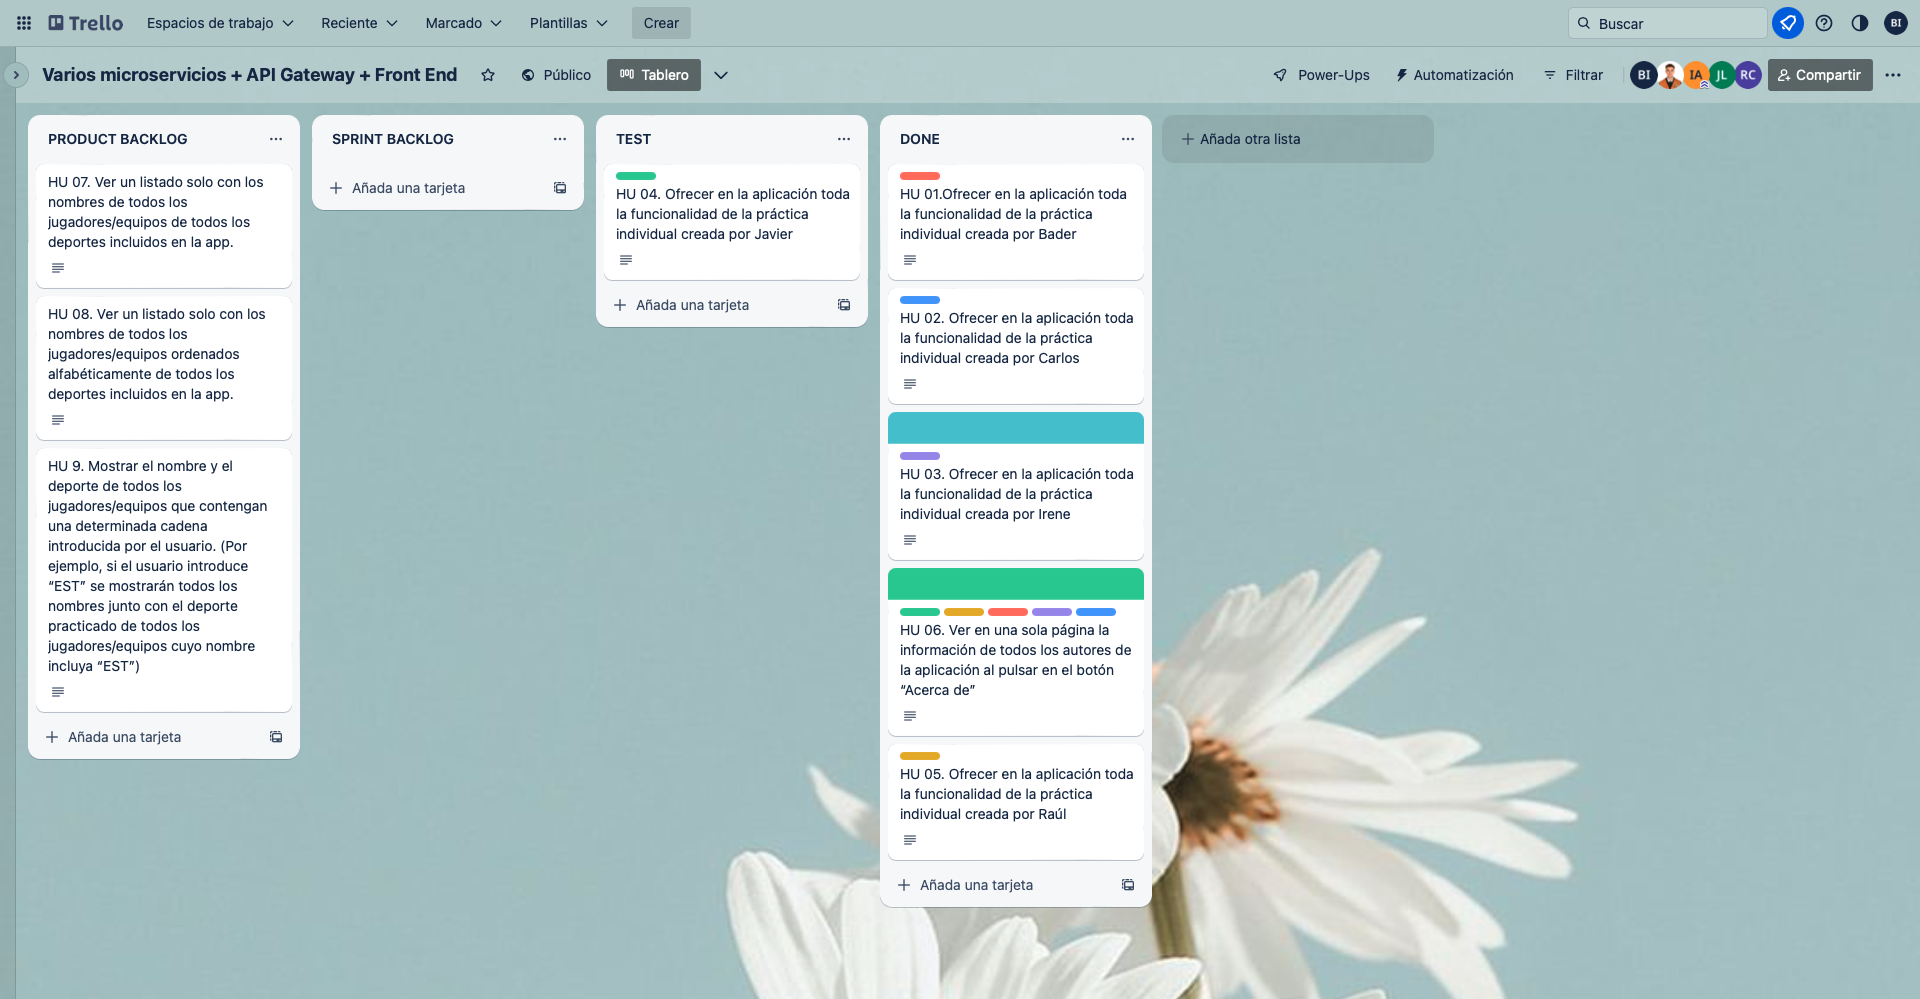 Trello
Espacios de trabajo
Reciente
Marcado
Plantillas
Crear
Buscar
BI
Varios microservicios + API Gateway + Front End
Público
Tablero
Power-Ups
Automatización
Filtrar
BI
IA
JL
RC
Compartir
PRODUCT BACKLOG
HU 07. Ver un listado solo con los
nombres de todos los
jugadores/equipos de todos los
deportes incluidos en la app.
HU 08. Ver un listado solo con los
nombres de todos los
jugadores/equipos ordenados
alfabéticamente de todos los
deportes incluidos en la app.
HU 9. Mostrar el nombre y el
deporte de todos los
jugadores/equipos que contengan
una determinada cadena
introducida por el usuario. (Por
ejemplo, si el usuario introduce
“EST” se mostrarán todos los
nombres junto con el deporte
practicado de todos los
jugadores/equipos cuyo nombre
incluya “EST”)
Añada una tarjeta
SPRINT BACKLOG
Añada una tarjeta
TEST
HU 04. Ofrecer en la aplicación toda
la funcionalidad de la práctica
individual creada por Javier
Añada una tarjeta
DONE
HU 01.Ofrecer en la aplicación toda
la funcionalidad de la práctica
individual creada por Bader
HU 02. Ofrecer en la aplicación toda
la funcionalidad de la práctica
individual creada por Carlos
HU 03. Ofrecer en la aplicación toda
la funcionalidad de la práctica
individual creada por Irene
HU 06. Ver en una sola página la
información de todos los autores de
la aplicación al pulsar en el botón
“Acerca de”
HU 05. Ofrecer en la aplicación toda
la funcionalidad de la práctica
individual creada por Raúl
Añada una tarjeta
Añada otra lista